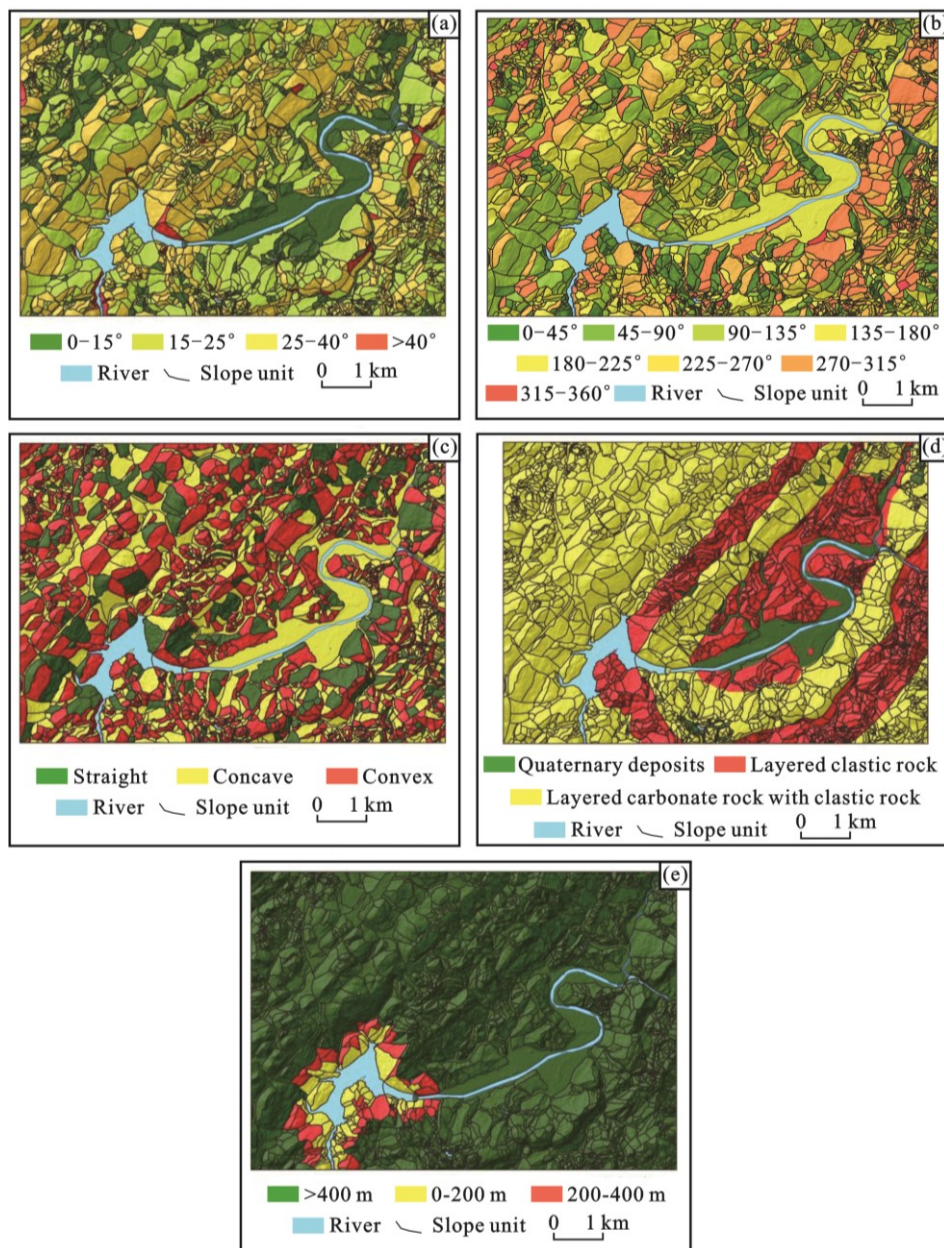 (a)
0-15° 15-25° 25-40° >40°
River Slope unit 0 1 km
(b)
0-45° 45-90° 90-135° 135-180°
180-225° 225-270° 270-315°
315-360° River Slope unit 0 1 km
(c)
Straight Concave Convex
River Slope unit 0 1 km
(d)
Quaternary deposits Layered clastic rock
Layered carbonate rock with clastic rock
River Slope unit 0 1 km
(e)
>400 m 0-200 m 200-400 m
River Slope unit 0 1 km